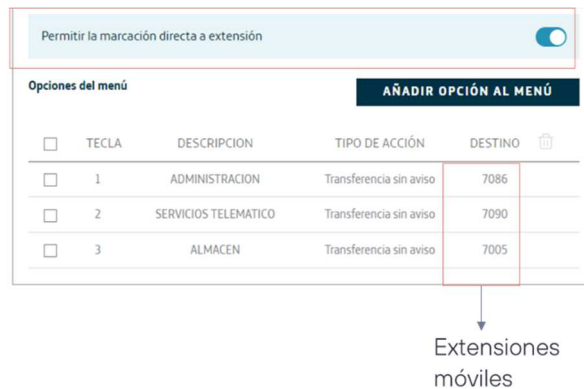 Permitir la marcación directa a extensión
Opciones del menú
AÑADIR OPCIÓN AL MENÚ
TECLA DESCRIPCION TIPO DE ACCIÓN DESTINO
1 ADMINISTRACION Transferencia sin aviso 7086
2 SERVICIOS TELEMATICO Transferencia sin aviso 7090
3 ALMACEN Transferencia sin aviso 7005
Extensiones
móviles